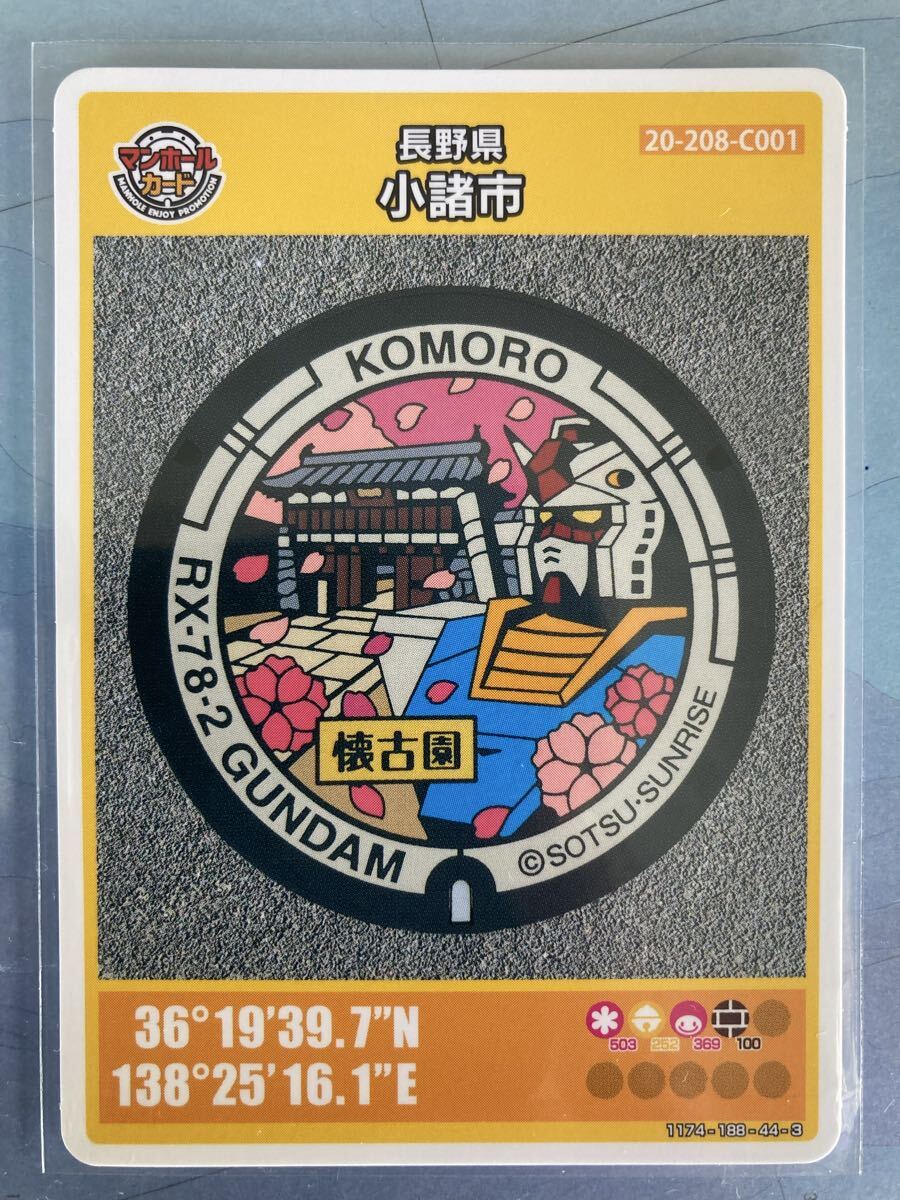 マンホール
カード
MANHOLE ENJOY PROMOTION
長野県
小諸市
20-208-C001
KOMORO
RX-78-2 GUNDAM
©SOTSU・SUNRISE
懐古園
36°19'39.7"N
138°25'16.1"E
503 252 369 100
1174-188-44-3